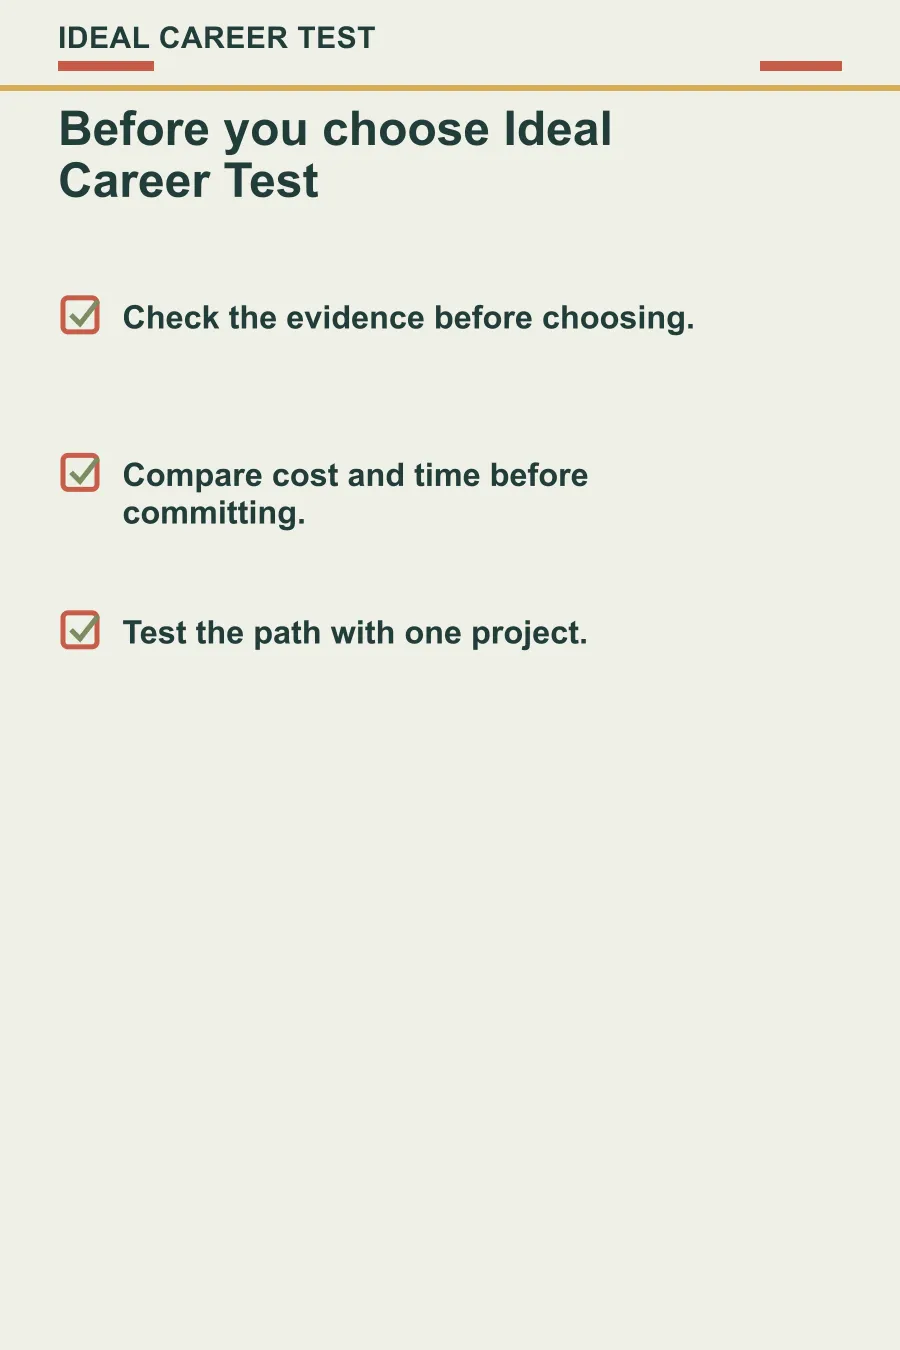 IDEAL CAREER TEST
Before you choose Ideal
Career Test
Check the evidence before choosing.
Compare cost and time before
committing.
Test the path with one project.